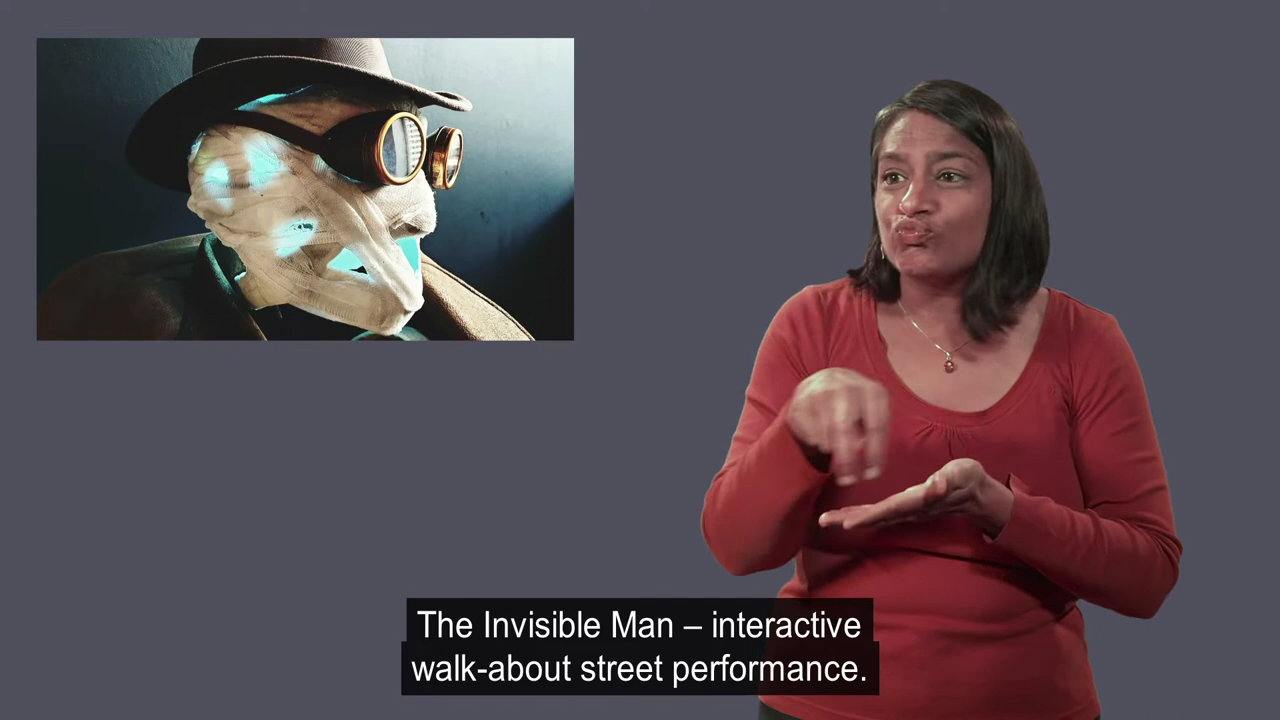 The Invisible Man – interactive
walk-about street performance.